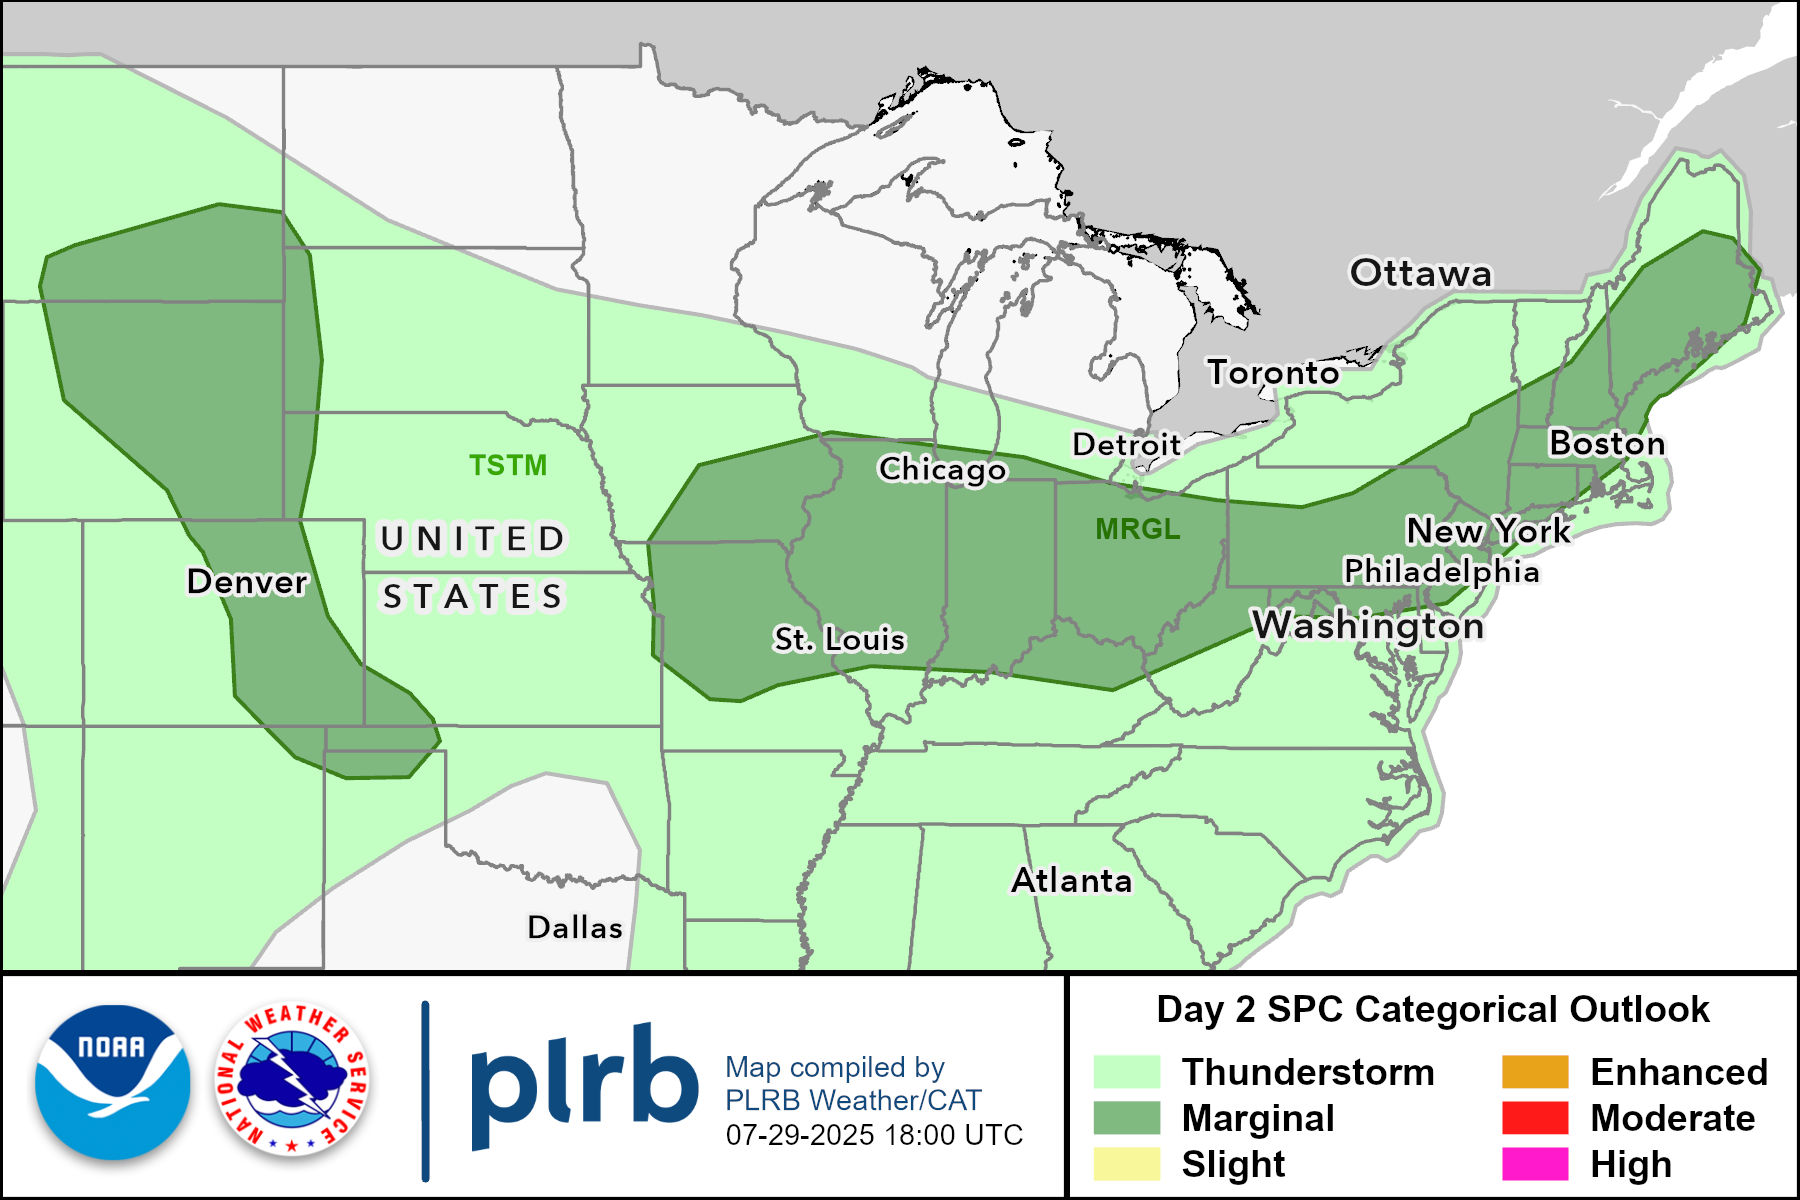 Ottawa
Toronto
Detroit
Boston
Chicago
TSTM
MRGL
New York
UNITED
STATES
Denver
Philadelphia
Washington
St. Louis
Atlanta
Dallas
NOAA
NATIONAL WEATHER SERVICE
plrb
Map compiled by
PLRB Weather/CAT
07-29-2025 18:00 UTC
Day 2 SPC Categorical Outlook
Thunderstorm
Marginal
Slight
Enhanced
Moderate
High